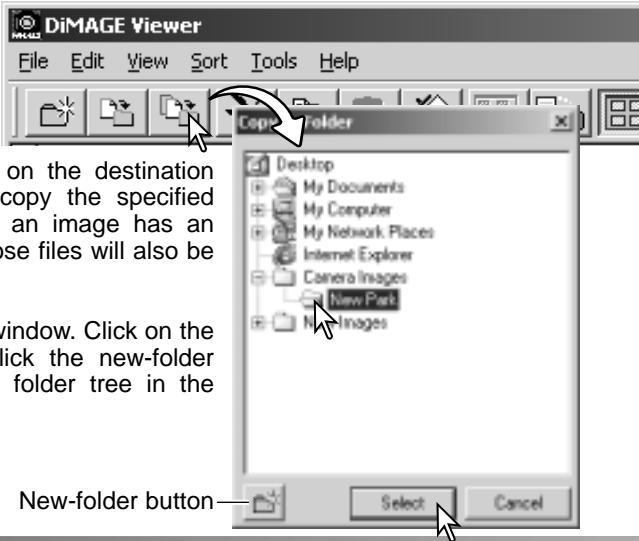 DiMAGE Viewer
File Edit View Sort Tools Help
Copy Folder
on the destination
copy the specified
an image has an
ose files will also be
window. Click on the
lick the new-folder
folder tree in the
Desktop
My Documents
My Computer
My Network Places
Internet Explorer
Camera Images
New Park
Images
New-folder button
Select
Cancel